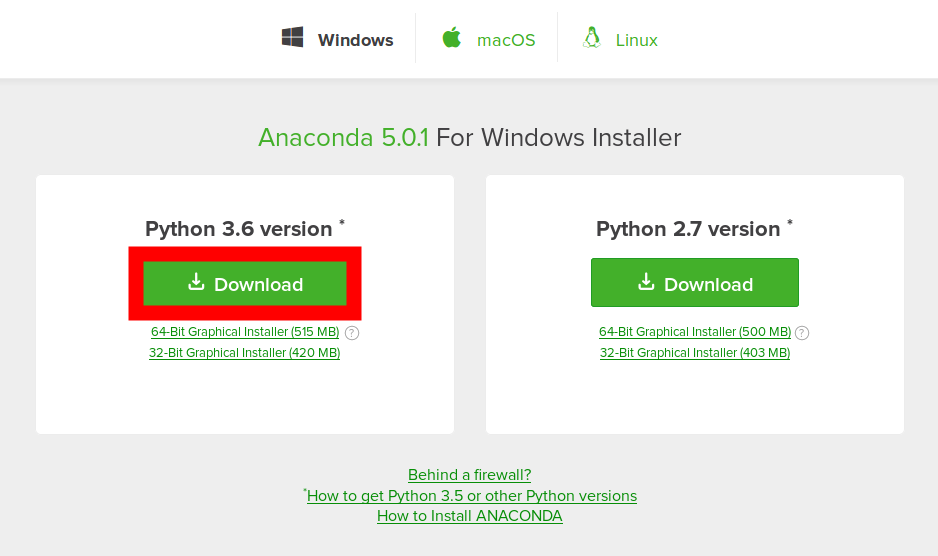 Windows
macOS
Linux
Anaconda 5.0.1 For Windows Installer
Python 3.6 version *
Download
64-Bit Graphical Installer (515 MB) ?
32-Bit Graphical Installer (420 MB)
Python 2.7 version *
Download
64-Bit Graphical Installer (500 MB) ?
32-Bit Graphical Installer (403 MB)
Behind a firewall?
*How to get Python 3.5 or other Python versions
How to Install ANACONDA